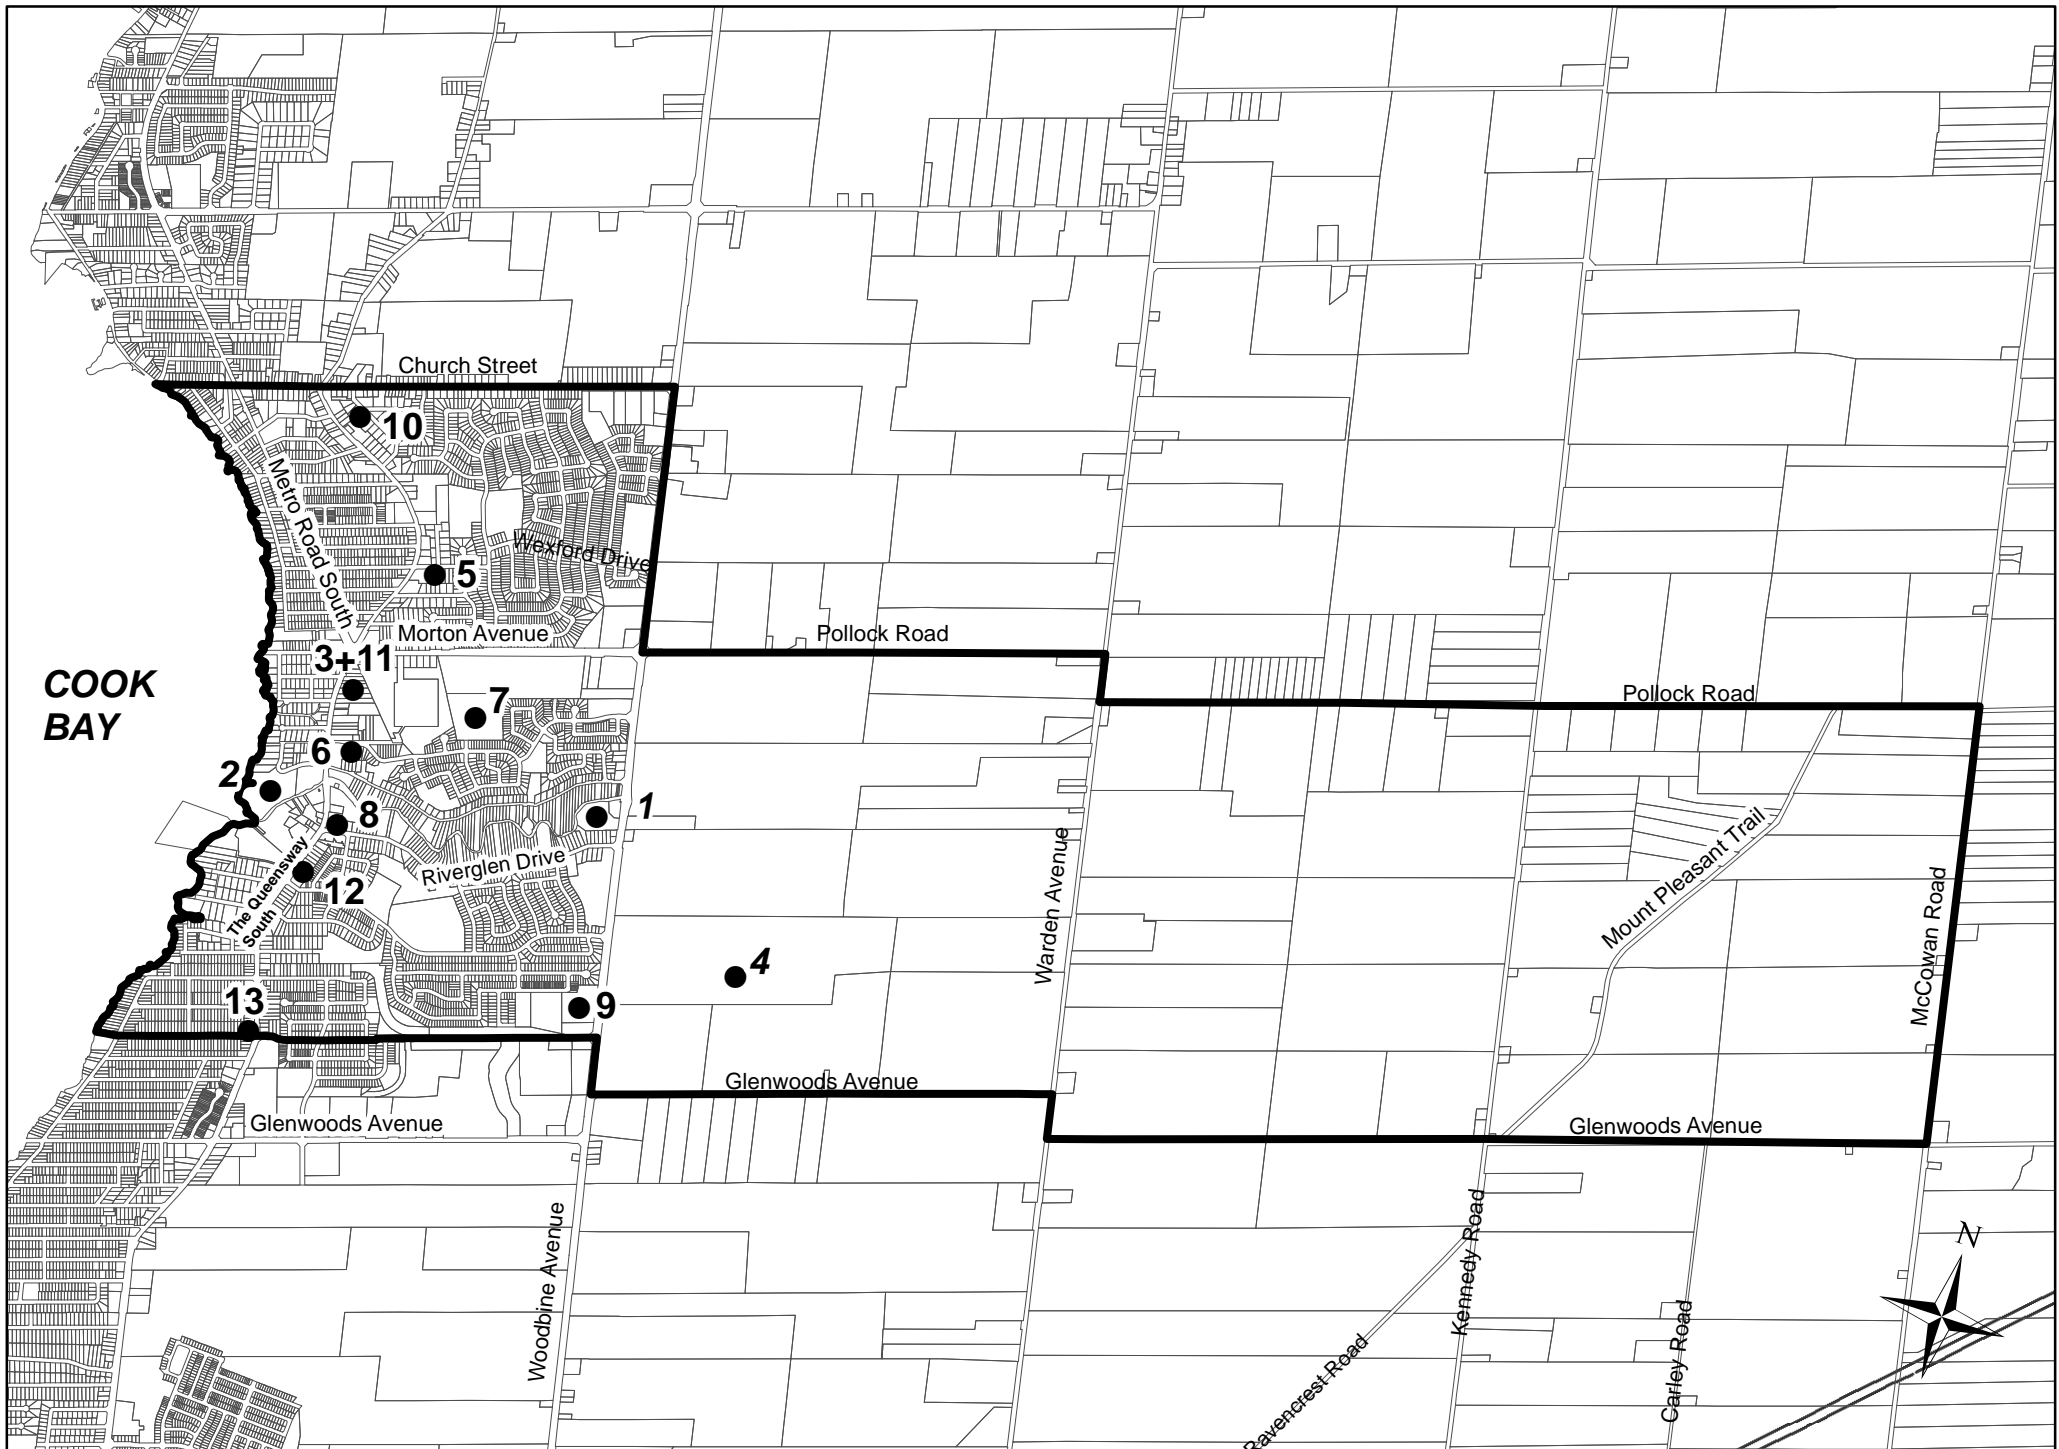 Church Street
10
Metro Road South
Wexford Drive
5
Morton Avenue
Pollock Road
3+11
COOK
BAY
7
Pollock Road
6
2
1
8
Mount Pleasant Trail
Warden Avenue
The Queensway
South
Riverglen Drive
12
McCowan Road
4
13
9
Glenwoods Avenue
Glenwoods Avenue
Glenwoods Avenue
Woodbine Avenue
Kennedy Road
N
Ravencrest Road
Carley Road